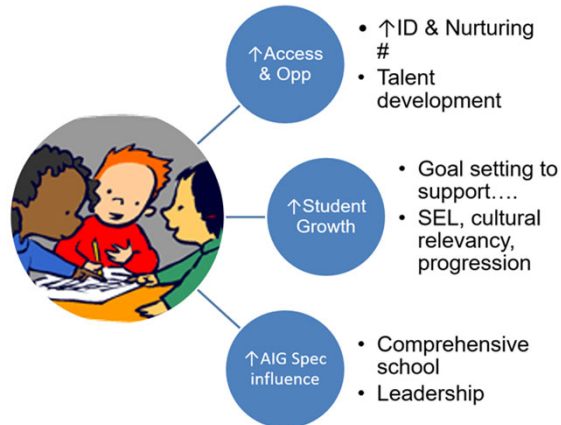 ↑Access
& Opp
• ↑ID & Nurturing
#
• Talent
development
↑Student
Growth
• Goal setting to
support….
• SEL, cultural
relevancy,
progression
↑AIG Spec
influence
• Comprehensive
school
• Leadership